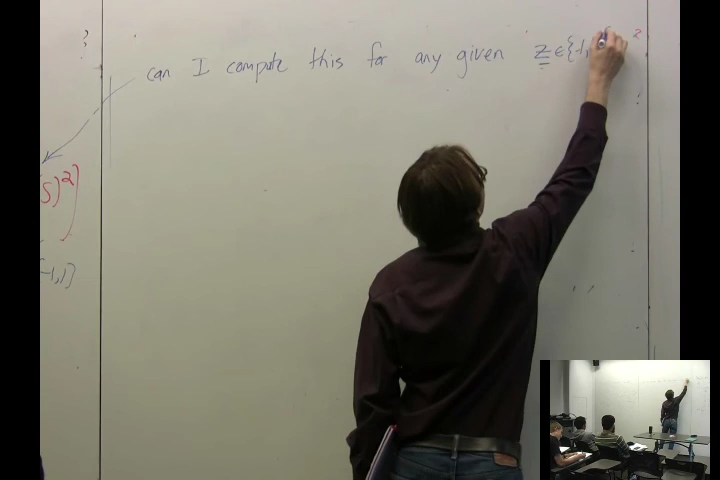 can I compute this for any given z ∈ {-1,
S)²)
-1,1}